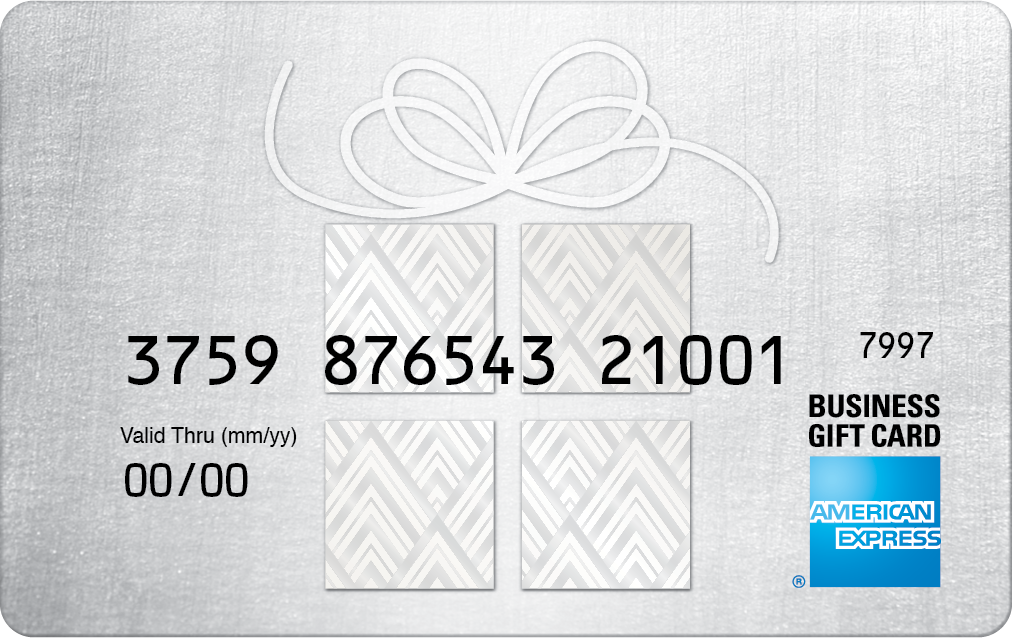 3759 876543 21001
7997
Valid Thru (mm/yy)
00/00
BUSINESS
GIFT CARD
AMERICAN
EXPRESS
®